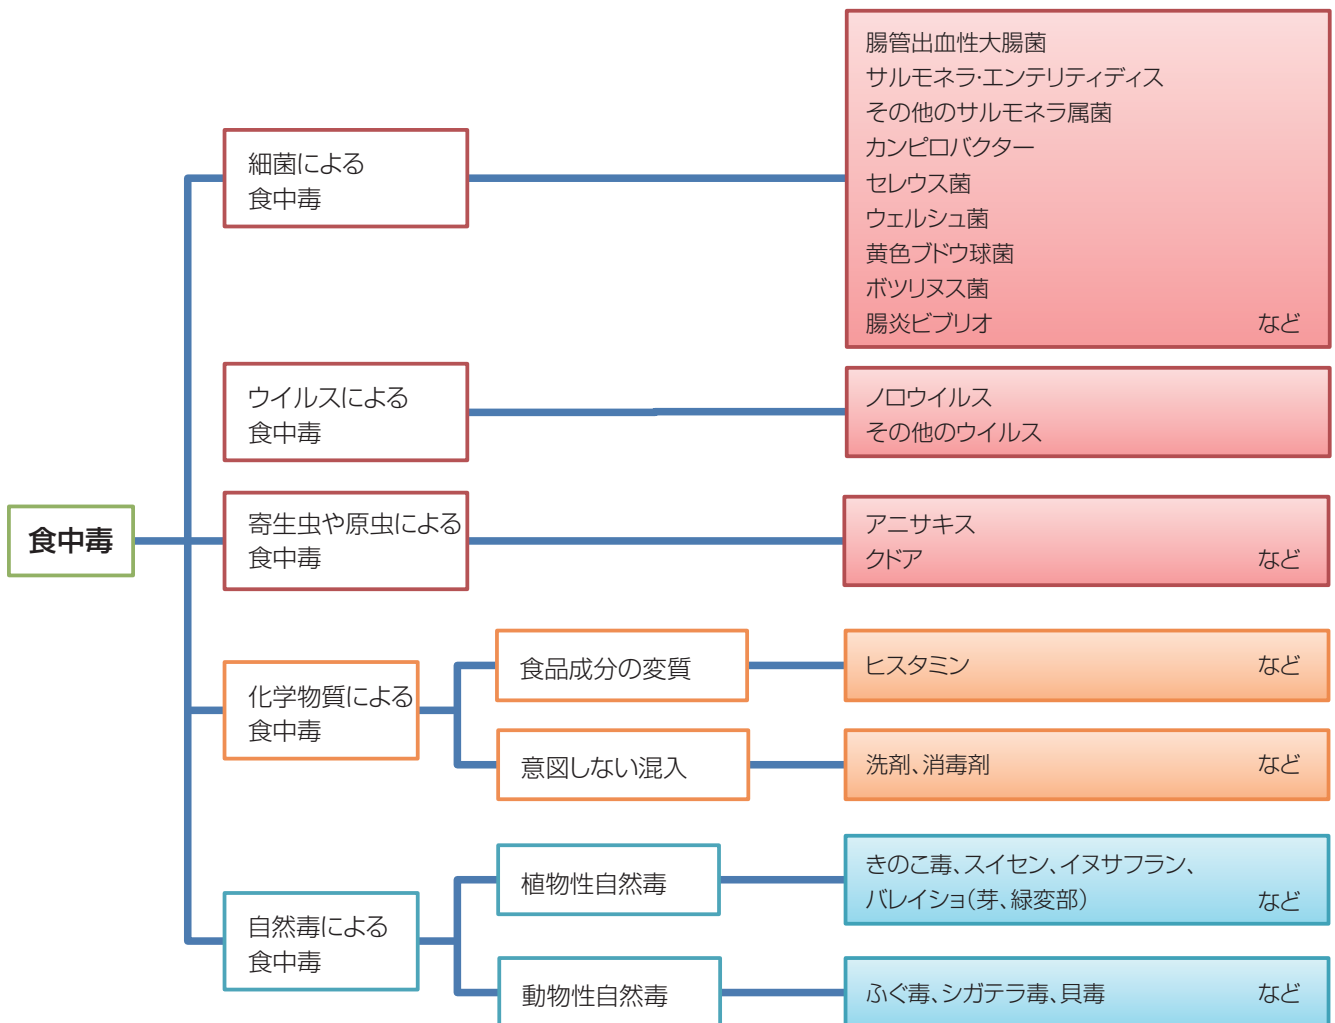 食中毒
細菌による
食中毒
腸管出血性大腸菌
サルモネラ・エンテリティディス
その他のサルモネラ属菌
カンピロバクター
セレウス菌
ウェルシュ菌
黄色ブドウ球菌
ボツリヌス菌
腸炎ビブリオ など
ウイルスによる
食中毒
ノロウイルス
その他のウイルス
寄生虫や原虫による
食中毒
アニサキス
クドア など
化学物質による
食中毒
食品成分の変質
ヒスタミン など
意図しない混入
洗剤、消毒剤 など
自然毒による
食中毒
植物性自然毒
きのこ毒、スイセン、イヌサフラン、
バレイショ(芽、緑変部) など
動物性自然毒
ふぐ毒、シガテラ毒、貝毒 など